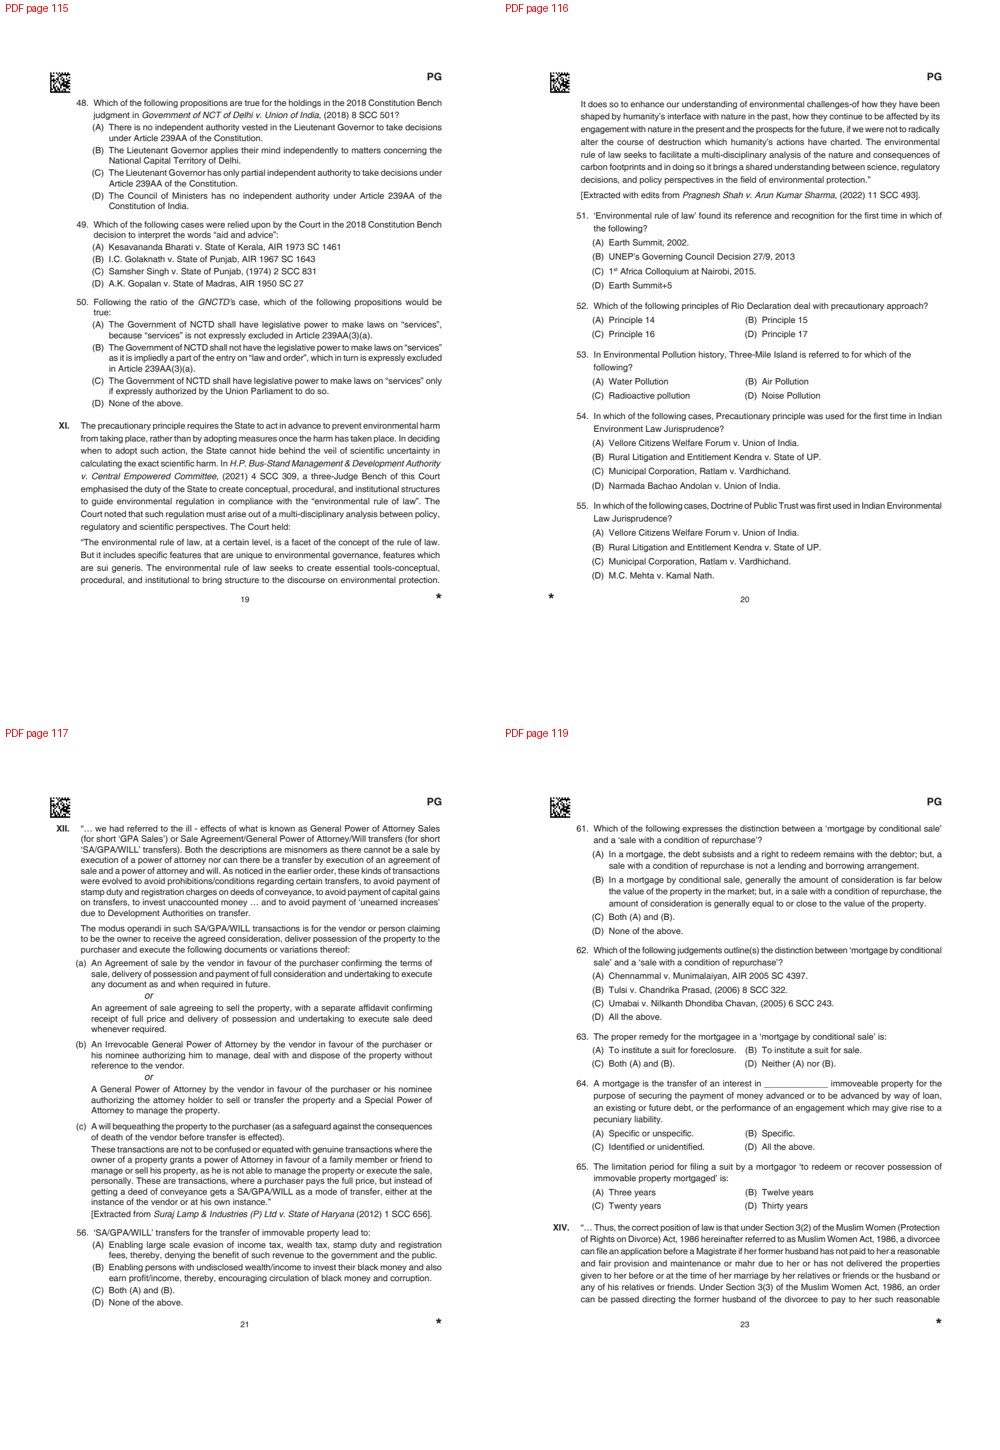 PDF page 115
PG
48. Which of the following propositions are true for the holdings in the 2018 Constitution Bench
judgment in Government of NCT of Delhi v. Union of India, (2018) 8 SCC 501?
(A) There is no independent authority vested in the Lieutenant Governor to take decisions
under Article 239AA of the Constitution.
(B) The Lieutenant Governor applies their mind independently to matters concerning the
National Capital Territory of Delhi.
(C) The Lieutenant Governor has only partial independent authority to take decisions under
Article 239AA of the Constitution.
(D) The Council of Ministers has no independent authority under Article 239AA of the
Constitution of India.
49. Which of the following cases were relied upon by the Court in the 2018 Constitution Bench
decision to interpret the words “aid and advice”:
(A) Kesavananda Bharati v. State of Kerala, AIR 1973 SC 1461
(B) I.C. Golaknath v. State of Punjab, AIR 1967 SC 1643
(C) Samsher Singh v. State of Punjab, (1974) 2 SCC 831
(D) A.K. Gopalan v. State of Madras, AIR 1950 SC 27
50. Following the ratio of the GNCTD’s case, which of the following propositions would be
true:
(A) The Government of NCTD shall have legislative power to make laws on “services”,
because “services” is not expressly excluded in Article 239AA(3)(a).
(B) The Government of NCTD shall not have the legislative power to make laws on “services”
as it is impliedly a part of the entry on “law and order”, which in turn is expressly excluded
in Article 239AA(3)(a).
(C) The Government of NCTD shall have legislative power to make laws on “services” only
if expressly authorized by the Union Parliament to do so.
(D) None of the above.
XI. The precautionary principle requires the State to act in advance to prevent environmental harm
from taking place, rather than by adopting measures once the harm has taken place. In deciding
when to adopt such action, the State cannot hide behind the veil of scientific uncertainty in
calculating the exact scientific harm. In H.P. Bus-Stand Management & Development Authority
v. Central Empowered Committee, (2021) 4 SCC 309, a three-Judge Bench of this Court
emphasised the duty of the State to create conceptual, procedural, and institutional structures
to guide environmental regulation in compliance with the “environmental rule of law”. The
Court noted that such regulation must arise out of a multi-disciplinary analysis between policy,
regulatory and scientific perspectives. The Court held:
“The environmental rule of law, at a certain level, is a facet of the concept of the rule of law.
But it includes specific features that are unique to environmental governance, features which
are sui generis. The environmental rule of law seeks to create essential tools-conceptual,
procedural, and institutional to bring structure to the discourse on environmental protection.
19 *
PDF page 116
PG
It does so to enhance our understanding of environmental challenges-of how they have been
shaped by humanity’s interface with nature in the past, how they continue to be affected by its
engagement with nature in the present and the prospects for the future, if we were not to radically
alter the course of destruction which humanity’s actions have charted. The environmental
rule of law seeks to facilitate a multi-disciplinary analysis of the nature and consequences of
carbon footprints and in doing so it brings a shared understanding between science, regulatory
decisions, and policy perspectives in the field of environmental protection.”
[Extracted with edits from Pragnesh Shah v. Arun Kumar Sharma, (2022) 11 SCC 493].
51. ‘Environmental rule of law’ found its reference and recognition for the first time in which of
the following?
(A) Earth Summit, 2002.
(B) UNEP’s Governing Council Decision 27/9, 2013
(C) 1st Africa Colloquium at Nairobi, 2015.
(D) Earth Summit+5
52. Which of the following principles of Rio Declaration deal with precautionary approach?
(A) Principle 14 (B) Principle 15
(C) Principle 16 (D) Principle 17
53. In Environmental Pollution history, Three-Mile Island is referred to for which of the
following?
(A) Water Pollution (B) Air Pollution
(C) Radioactive pollution (D) Noise Pollution
54. In which of the following cases, Precautionary principle was used for the first time in Indian
Environment Law Jurisprudence?
(A) Vellore Citizens Welfare Forum v. Union of India.
(B) Rural Litigation and Entitlement Kendra v. State of UP.
(C) Municipal Corporation, Ratlam v. Vardhichand.
(D) Narmada Bachao Andolan v. Union of India.
55. In which of the following cases, Doctrine of Public Trust was first used in Indian Environmental
Law Jurisprudence?
(A) Vellore Citizens Welfare Forum v. Union of India.
(B) Rural Litigation and Entitlement Kendra v. State of UP.
(C) Municipal Corporation, Ratlam v. Vardhichand.
(D) M.C. Mehta v. Kamal Nath.
* 20
PDF page 117
PG
XII. “… we had referred to the ill - effects of what is known as General Power of Attorney Sales
(for short ‘GPA Sales’) or Sale Agreement/General Power of Attorney/Will transfers (for short
‘SA/GPA/WILL’ transfers). Both the descriptions are misnomers as there cannot be a sale by
execution of a power of attorney nor can there be a transfer by execution of an agreement of
sale and a power of attorney and will. As noticed in the earlier order, these kinds of transactions
were evolved to avoid prohibitions/conditions regarding certain transfers, to avoid payment of
stamp duty and registration charges on deeds of conveyance, to avoid payment of capital gains
on transfers, to invest unaccounted money … and to avoid payment of ‘unearned increases’
due to Development Authorities on transfer.
The modus operandi in such SA/GPA/WILL transactions is for the vendor or person claiming
to be the owner to receive the agreed consideration, deliver possession of the property to the
purchaser and execute the following documents or variations thereof:
(a) An Agreement of sale by the vendor in favour of the purchaser confirming the terms of
sale, delivery of possession and payment of full consideration and undertaking to execute
any document as and when required in future.
or
An agreement of sale agreeing to sell the property, with a separate affidavit confirming
receipt of full price and delivery of possession and undertaking to execute sale deed
whenever required.
(b) An Irrevocable General Power of Attorney by the vendor in favour of the purchaser or
his nominee authorizing him to manage, deal with and dispose of the property without
reference to the vendor.
or
A General Power of Attorney by the vendor in favour of the purchaser or his nominee
authorizing the attorney holder to sell or transfer the property and a Special Power of
Attorney to manage the property.
(c) A will bequeathing the property to the purchaser (as a safeguard against the consequences
of death of the vendor before transfer is effected).
These transactions are not to be confused or equated with genuine transactions where the
owner of a property grants a power of Attorney in favour of a family member or friend to
manage or sell his property, as he is not able to manage the property or execute the sale,
personally. These are transactions, where a purchaser pays the full price, but instead of
getting a deed of conveyance gets a SA/GPA/WILL as a mode of transfer, either at the
instance of the vendor or at his own instance.”
[Extracted from Suraj Lamp & Industries (P) Ltd v. State of Haryana (2012) 1 SCC 656].
56. ‘SA/GPA/WILL’ transfers for the transfer of immovable property lead to:
(A) Enabling large scale evasion of income tax, wealth tax, stamp duty and registration
fees, thereby, denying the benefit of such revenue to the government and the public.
(B) Enabling persons with undisclosed wealth/income to invest their black money and also
earn profit/income, thereby, encouraging circulation of black money and corruption.
(C) Both (A) and (B).
(D) None of the above.
21 *
PDF page 119
PG
61. Which of the following expresses the distinction between a ‘mortgage by conditional sale’
and a ‘sale with a condition of repurchase’?
(A) In a mortgage, the debt subsists and a right to redeem remains with the debtor; but, a
sale with a condition of repurchase is not a lending and borrowing arrangement.
(B) In a mortgage by conditional sale, generally the amount of consideration is far below
the value of the property in the market; but, in a sale with a condition of repurchase, the
amount of consideration is generally equal to or close to the value of the property.
(C) Both (A) and (B).
(D) None of the above.
62. Which of the following judgements outline(s) the distinction between ‘mortgage by conditional
sale’ and a ‘sale with a condition of repurchase’?
(A) Chennammal v. Munimalaiyan, AIR 2005 SC 4397.
(B) Tulsi v. Chandrika Prasad, (2006) 8 SCC 322.
(C) Umabai v. Nilkanth Dhondiba Chavan, (2005) 6 SCC 243.
(D) All the above.
63. The proper remedy for the mortgagee in a ‘mortgage by conditional sale’ is:
(A) To institute a suit for foreclosure. (B) To institute a suit for sale.
(C) Both (A) and (B). (D) Neither (A) nor (B).
64. A mortgage is the transfer of an interest in _____________ immoveable property for the
purpose of securing the payment of money advanced or to be advanced by way of loan,
an existing or future debt, or the performance of an engagement which may give rise to a
pecuniary liability.
(A) Specific or unspecific. (B) Specific.
(C) Identified or unidentified. (D) All the above.
65. The limitation period for filing a suit by a mortgagor ‘to redeem or recover possession of
immovable property mortgaged’ is:
(A) Three years (B) Twelve years
(C) Twenty years (D) Thirty years
XIV. “… Thus, the correct position of law is that under Section 3(2) of the Muslim Women (Protection
of Rights on Divorce) Act, 1986 hereinafter referred to as Muslim Women Act, 1986, a divorcee
can file an application before a Magistrate if her former husband has not paid to her a reasonable
and fair provision and maintenance or mahr due to her or has not delivered the properties
given to her before or at the time of her marriage by her relatives or friends or the husband or
any of his relatives or friends. Under Section 3(3) of the Muslim Women Act, 1986, an order
can be passed directing the former husband of the divorcee to pay to her such reasonable
23 *